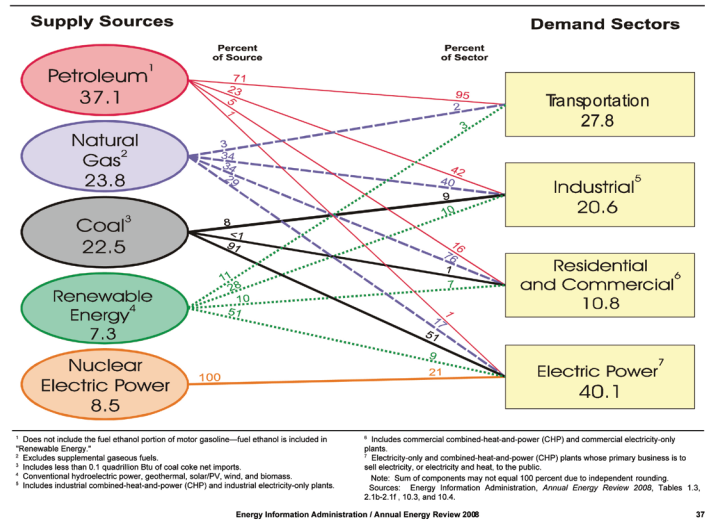 Supply Sources
Demand Sectors
Percent
of Source
Percent
of Sector
Petroleum1
37.1
71
23
5
1
95
2
3
Transportation
27.8
Natural
Gas2
23.8
3
34
34
29
42
40
9
10
Industrial5
20.6
Coal3
22.5
8
<1
91
16
76
1
7
Residential
and Commercial6
10.8
Renewable
Energy4
7.3
11
28
10
51
1
17
51
9
21
Electric Power7
40.1
Nuclear
Electric Power
8.5
100
1 Does not include the fuel ethanol portion of motor gasoline—fuel ethanol is included in
"Renewable Energy."
2 Excludes supplemental gaseous fuels.
3 Includes less than 0.1 quadrillion Btu of coal coke net imports.
4 Conventional hydroelectric power, geothermal, solar/PV, wind, and biomass.
5 Includes industrial combined-heat-and-power (CHP) and industrial electricity-only plants.
6 Includes commercial combined-heat-and-power (CHP) and commercial electricity-only
plants.
7 Electricity-only and combined-heat-and-power (CHP) plants whose primary business is to
sell electricity, or electricity and heat, to the public.
Note: Sum of components may not equal 100 percent due to independent rounding.
Sources: Energy Information Administration, Annual Energy Review 2008, Tables 1.3,
2.1b-2.1f , 10.3, and 10.4.
Energy Information Administration / Annual Energy Review 2008
37